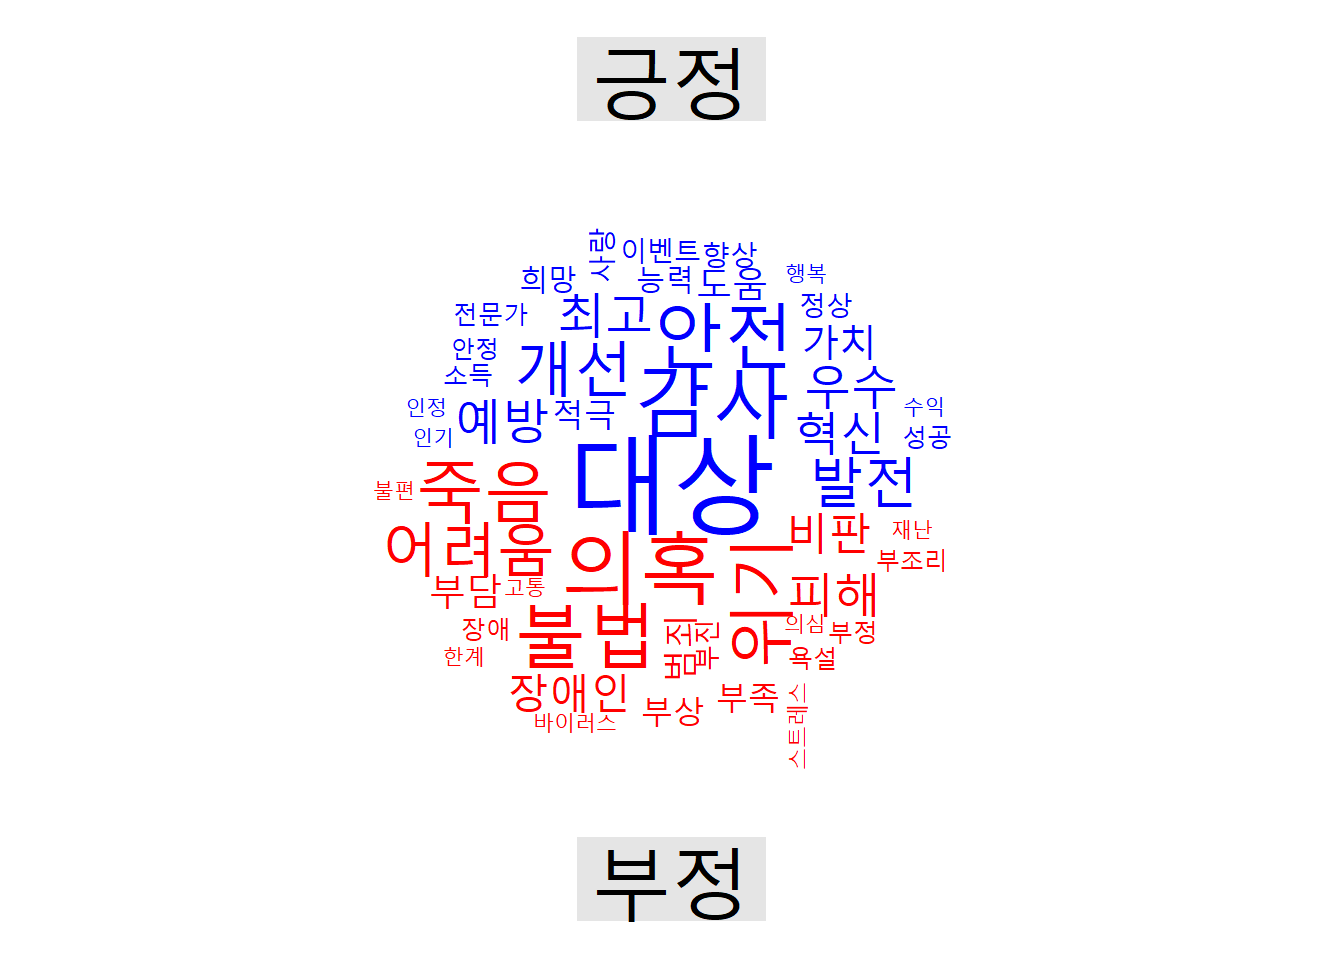 긍정
사랑
이벤트
향상
희망
능력
도움
행복
전문가
최고
안전
정상
안정
개선
가치
소득
감사
우수
인정
예방
적극
혁신
수익
인기
성공
대상
발전
불편
죽음
비판
재난
어려움
의혹
위기
부조리
부담
고통
피해
장애
불법
범죄
부진
의심
부정
한계
욕설
장애인
부상
부족
바이러스
스트레스
부정